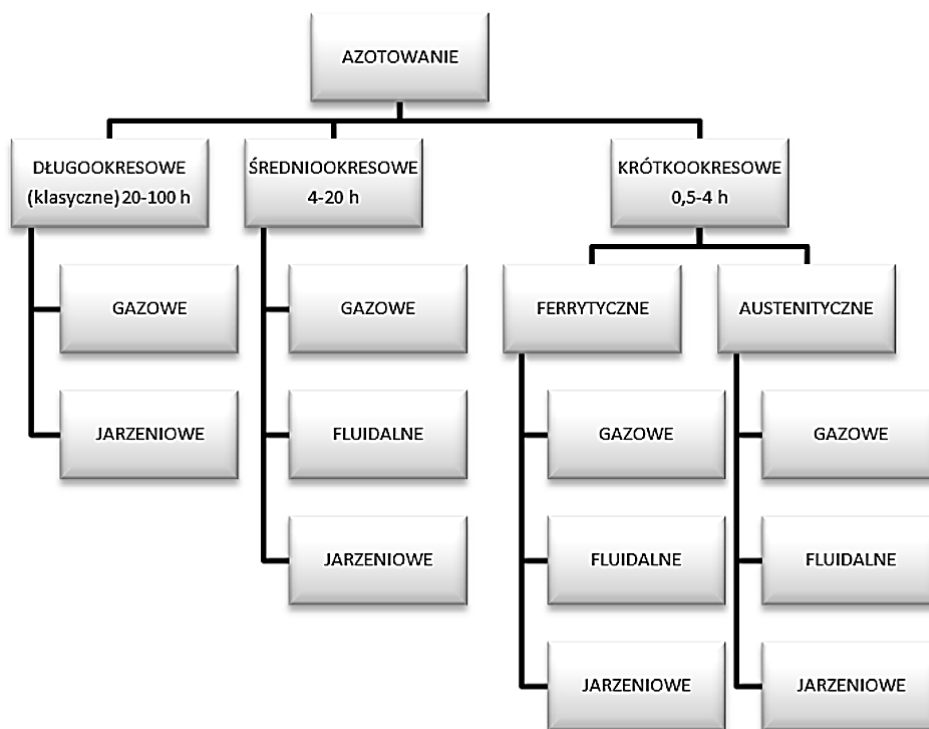 AZOTOWANIE
DŁUGOOKRESOWE
(klasyczne) 20-100 h
ŚREDNIOOKRESOWE
4-20 h
KRÓTKOOKRESOWE
0,5-4 h
GAZOWE
JARZENIOWE
GAZOWE
FLUIDALNE
JARZENIOWE
FERRYTYCZNE
AUSTENITYCZNE
GAZOWE
FLUIDALNE
JARZENIOWE
GAZOWE
FLUIDALNE
JARZENIOWE